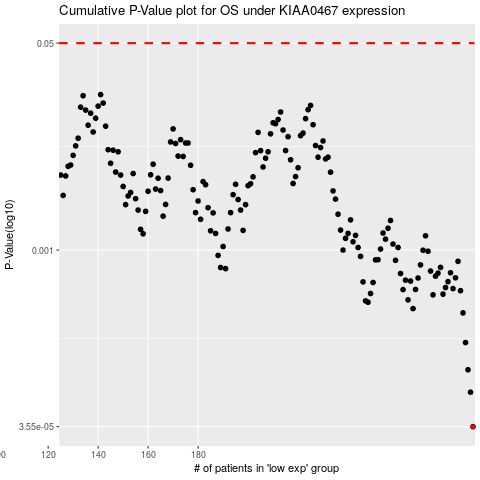 Cumulative P-Value plot for OS under KIAA0467 expression
P-Value(log10)
0.05
0.001
3.55e-05
00 120 140 160 180
# of patients in 'low exp' group